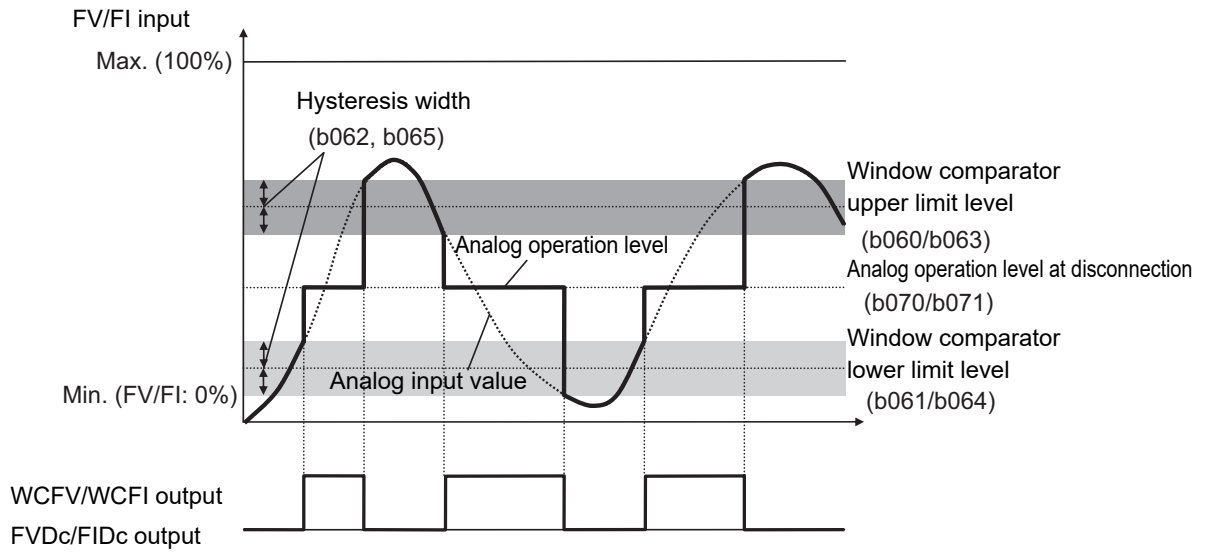 FV/FI input
Max. (100%)
Hysteresis width
(b062, b065)
Window comparator
upper limit level
(b060/b063)
Analog operation level
Analog operation level at disconnection
(b070/b071)
Window comparator
lower limit level
(b061/b064)
Analog input value
Min. (FV/FI: 0%)
WCFV/WCFI output
FVDc/FIDc output